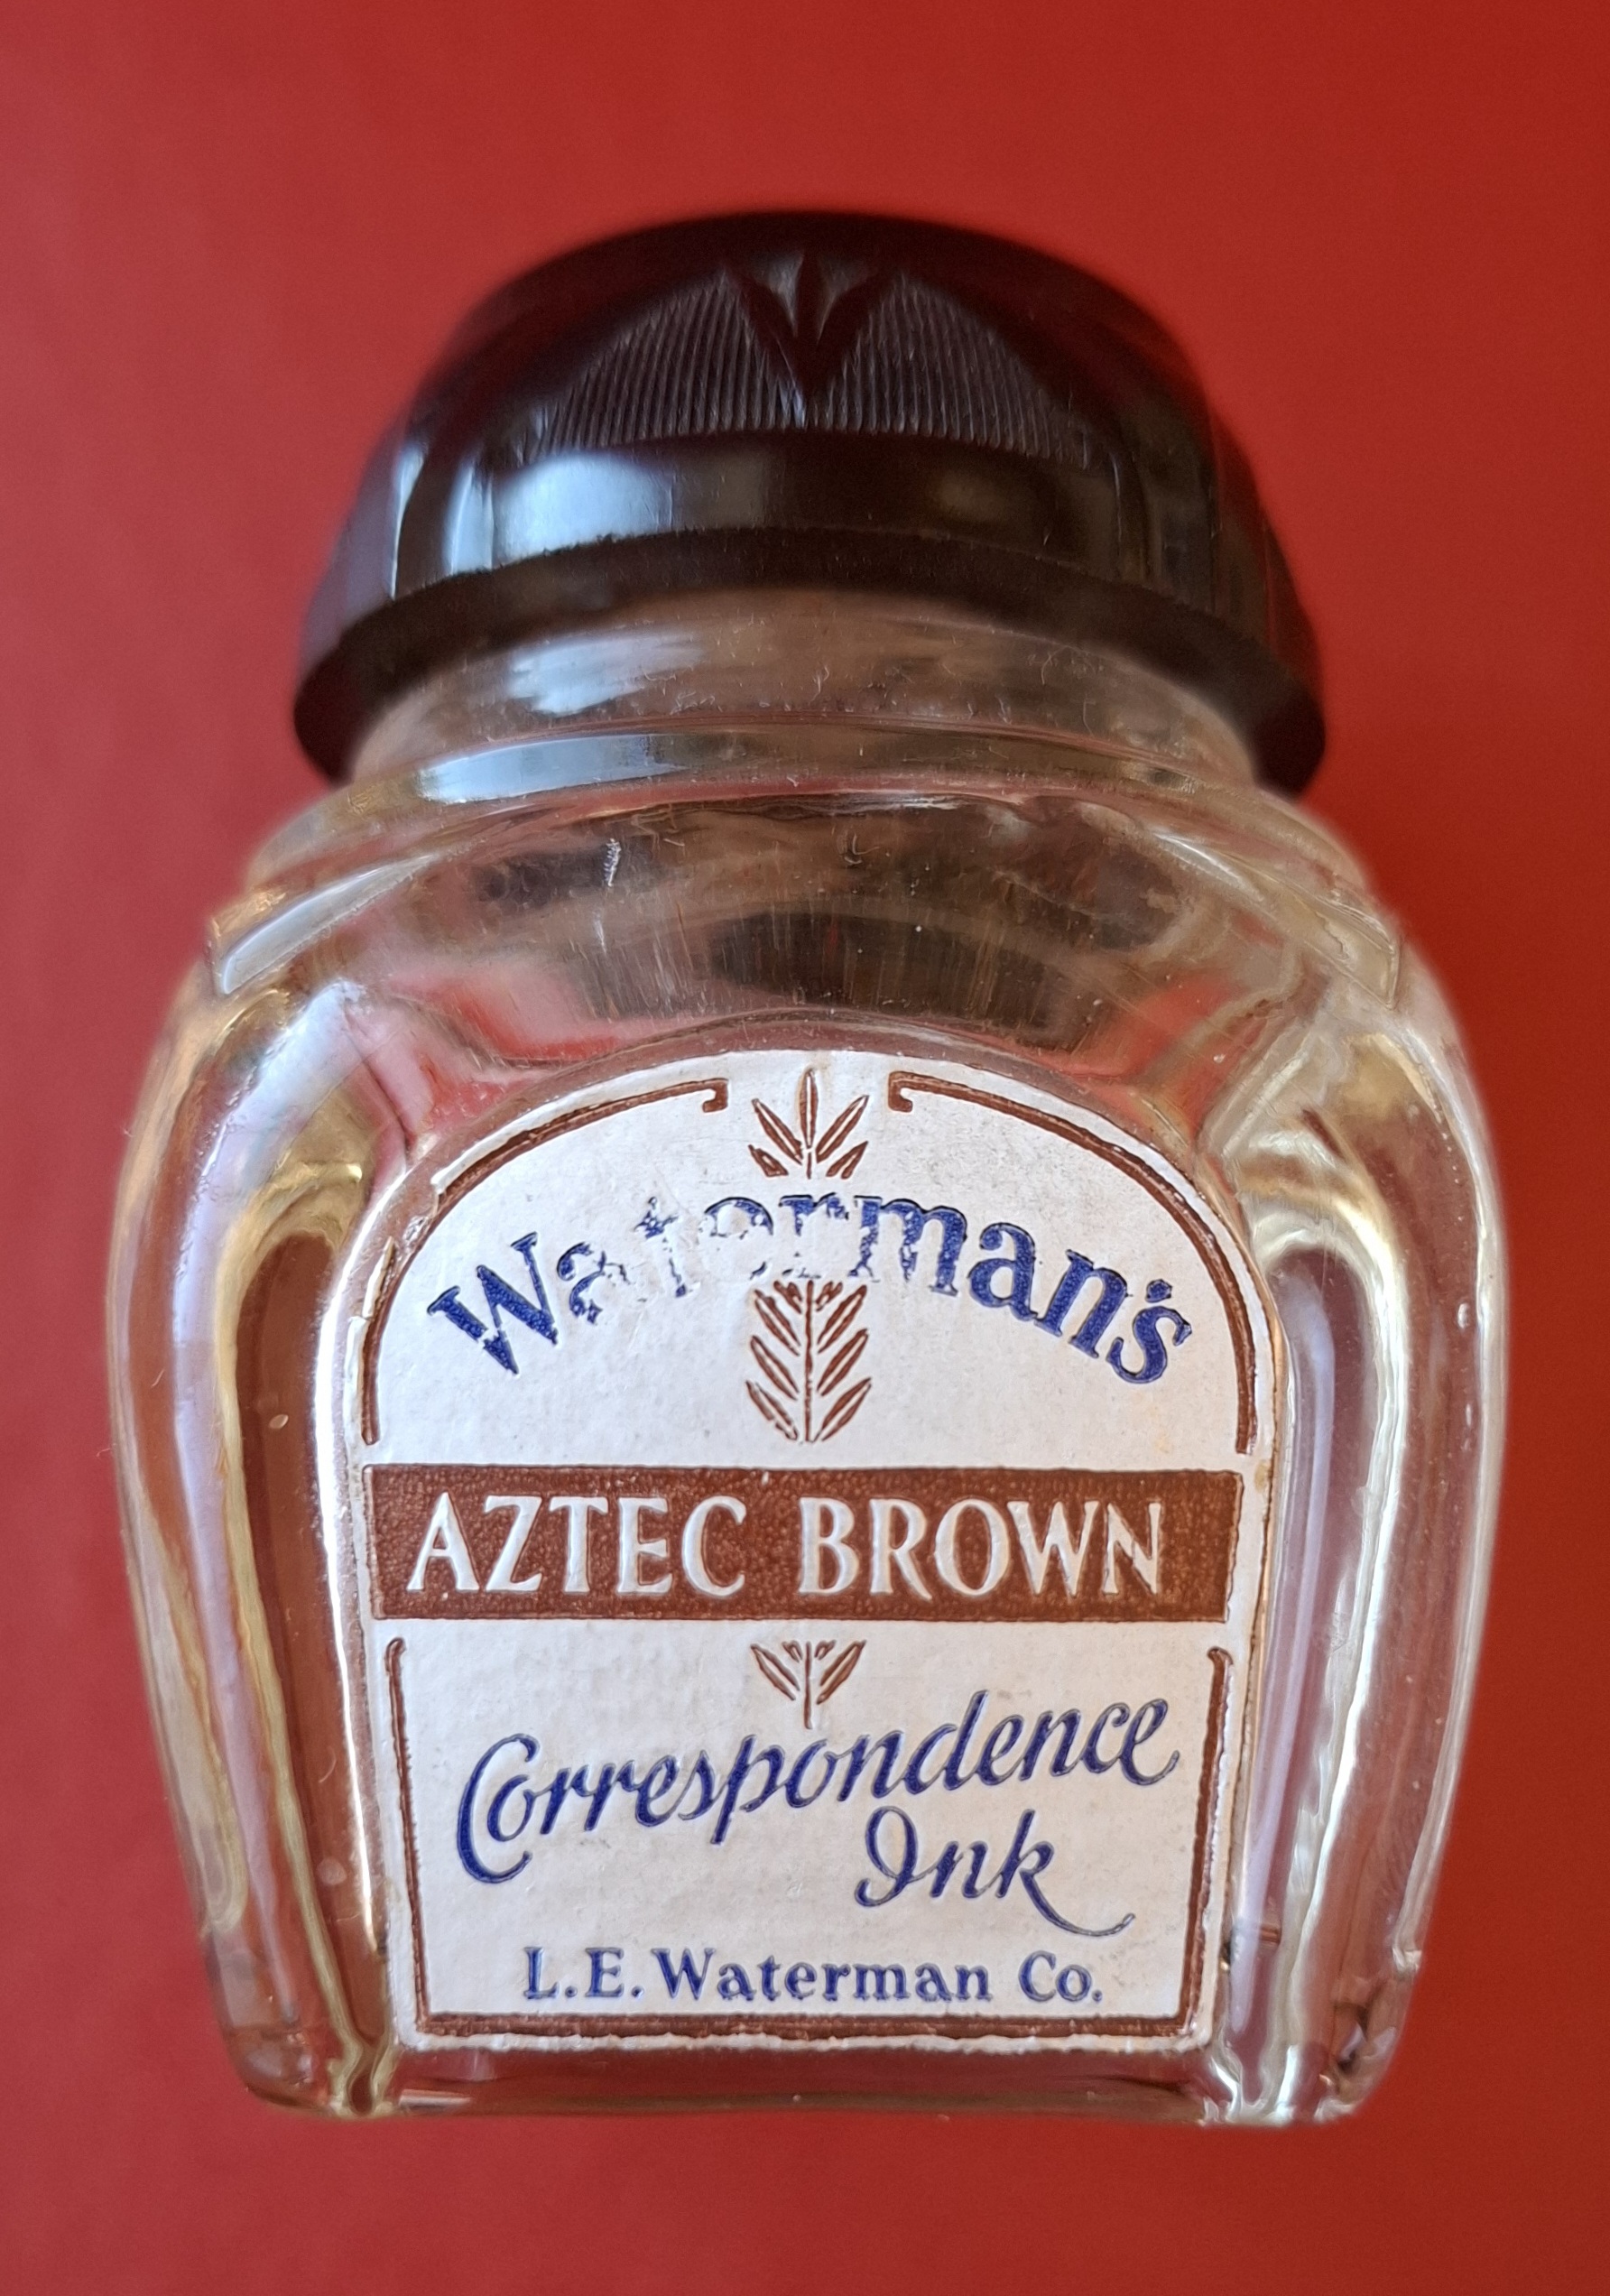 Waterman's
AZTEC BROWN
Correspondence
Ink
L.E. Waterman Co.